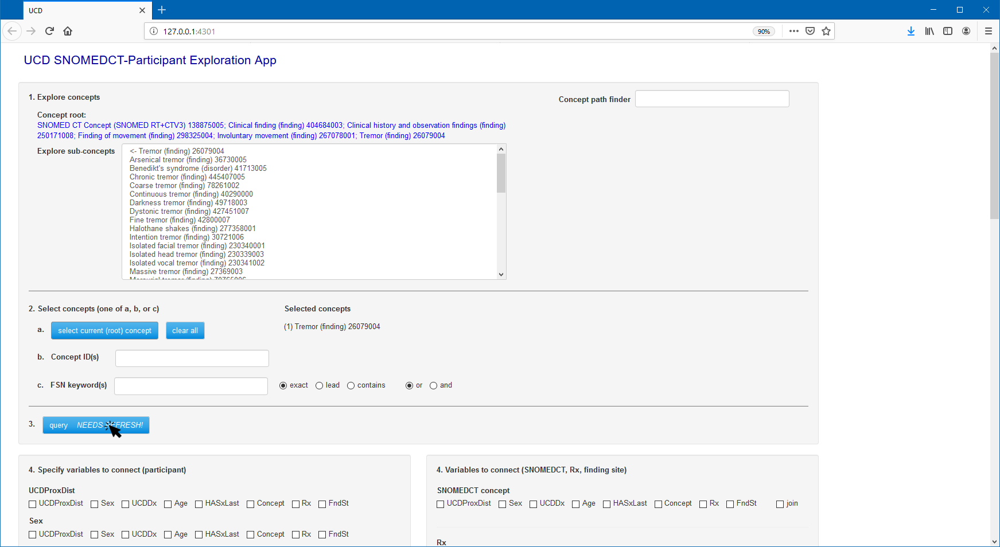 UCD
127.0.0.1:4301
90%
UCD SNOMEDCT-Participant Exploration App
1. Explore concepts
Concept path finder
Concept root:
SNOMED CT Concept (SNOMED RT+CTV3) 138875005; Clinical finding (finding) 404684003; Clinical history and observation findings (finding)
250171008; Finding of movement (finding) 298325004; Involuntary movement (finding) 267078001; Tremor (finding) 26079004
Explore sub-concepts
<- Tremor (finding) 26079004
Arsenical tremor (finding) 36730005
Benedikt's syndrome (disorder) 41713005
Chronic tremor (finding) 445407005
Coarse tremor (finding) 78261002
Continuous tremor (finding) 40290000
Darkness tremor (finding) 49718003
Dystonic tremor (finding) 427451007
Fine tremor (finding) 42800007
Halothane shakes (finding) 277358001
Intention tremor (finding) 30721006
Isolated facial tremor (finding) 230340001
Isolated head tremor (finding) 230339003
Isolated vocal tremor (finding) 230341002
Massive tremor (finding) 27369003
Mercurial tremor (finding)
2. Select concepts (one of a, b, or c)
Selected concepts
a. select current (root) concept clear all
(1) Tremor (finding) 26079004
b. Concept ID(s)
c. FSN keyword(s) exact lead contains or and
3. query NEEDS REFRESH!
4. Specify variables to connect (participant)
UCDProxDist
UCDProxDist Sex UCDDx Age HASxLast Concept Rx FndSt
Sex
UCDProxDist Sex UCDDx Age HASxLast Concept Rx FndSt
4. Variables to connect (SNOMEDCT, Rx, finding site)
SNOMEDCT concept
UCDProxDist Sex UCDDx Age HASxLast Concept Rx FndSt join
Rx